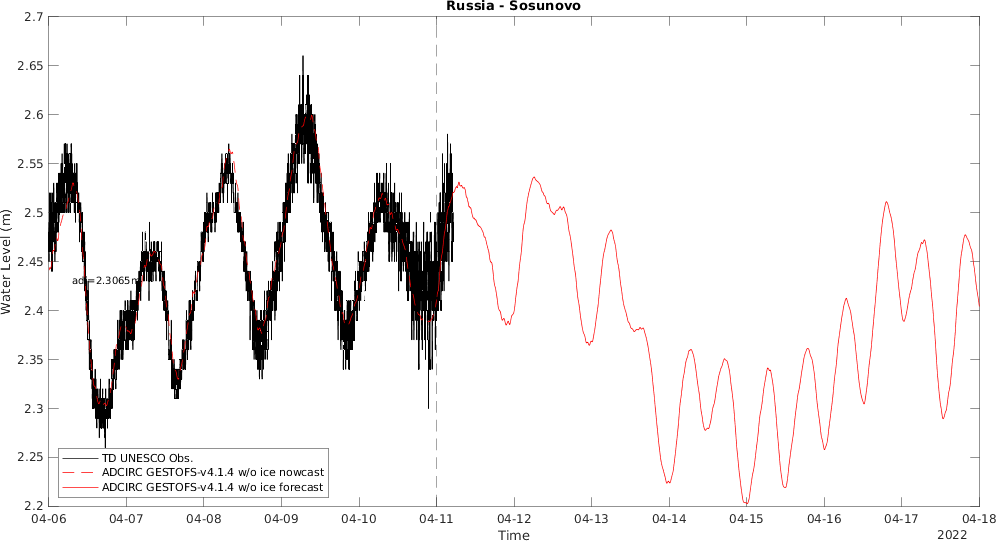 Russia - Sosunovo
2.7
2.65
2.6
2.55
2.5
2.45
2.4
2.35
2.3
2.25
2.2
Water Level (m)
adj=2.3065m
TD UNESCO Obs.
ADCIRC GESTOFS-v4.1.4 w/o ice nowcast
ADCIRC GESTOFS-v4.1.4 w/o ice forecast
04-06 04-07 04-08 04-09 04-10 04-11 04-12 04-13 04-14 04-15 04-16 04-17 04-18
Time
2022